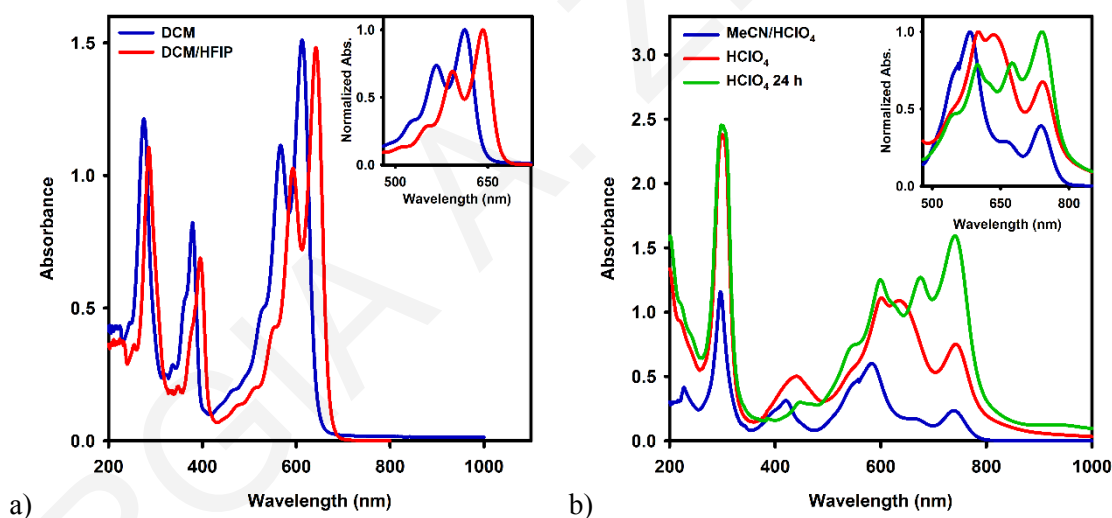 DCM
DCM/HFIP
1.5
1.0
0.5
0.0
Absorbance
200
400
600
800
1000
Wavelength (nm)
Normalized Abs.
1.0
0.5
0.0
500
650
Wavelength (nm)
a)
MeCN/HClO₄
HClO₄
HClO₄ 24 h
3.0
2.5
2.0
1.5
1.0
0.5
0.0
Absorbance
200
400
600
800
1000
Wavelength (nm)
Normalized Abs.
1.0
0.5
0.0
500
650
800
Wavelength (nm)
b)